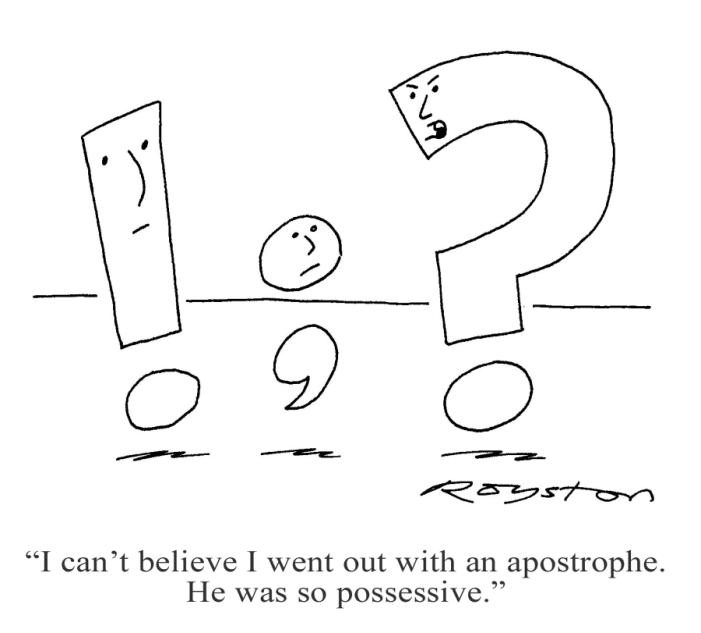 Royston
“I can’t believe I went out with an apostrophe.
He was so possessive.”